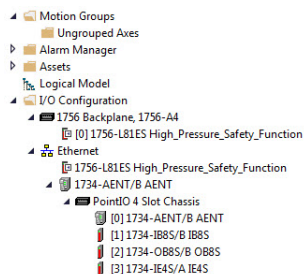 Motion Groups
Ungrouped Axes
Alarm Manager
Assets
Logical Model
I/O Configuration
1756 Backplane, 1756-A4
[0] 1756-L81ES High_Pressure_Safety_Function
Ethernet
1756-L81ES High_Pressure_Safety_Function
1734-AENT/B AENT
PointIO 4 Slot Chassis
[0] 1734-AENT/B AENT
[1] 1734-IB8S/B IB8S
[2] 1734-OB8S/B OB8S
[3] 1734-IE4S/A IE4S